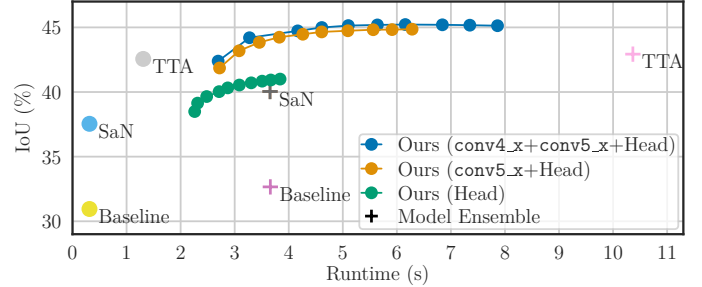 IoU (%)
45
40
35
30
TTA
TTA
SaN
SaN
Baseline
Baseline
Ours (conv4_x+conv5_x+Head)
Ours (conv5_x+Head)
Ours (Head)
Model Ensemble
0 1 2 3 4 5 6 7 8 9 10 11
Runtime (s)